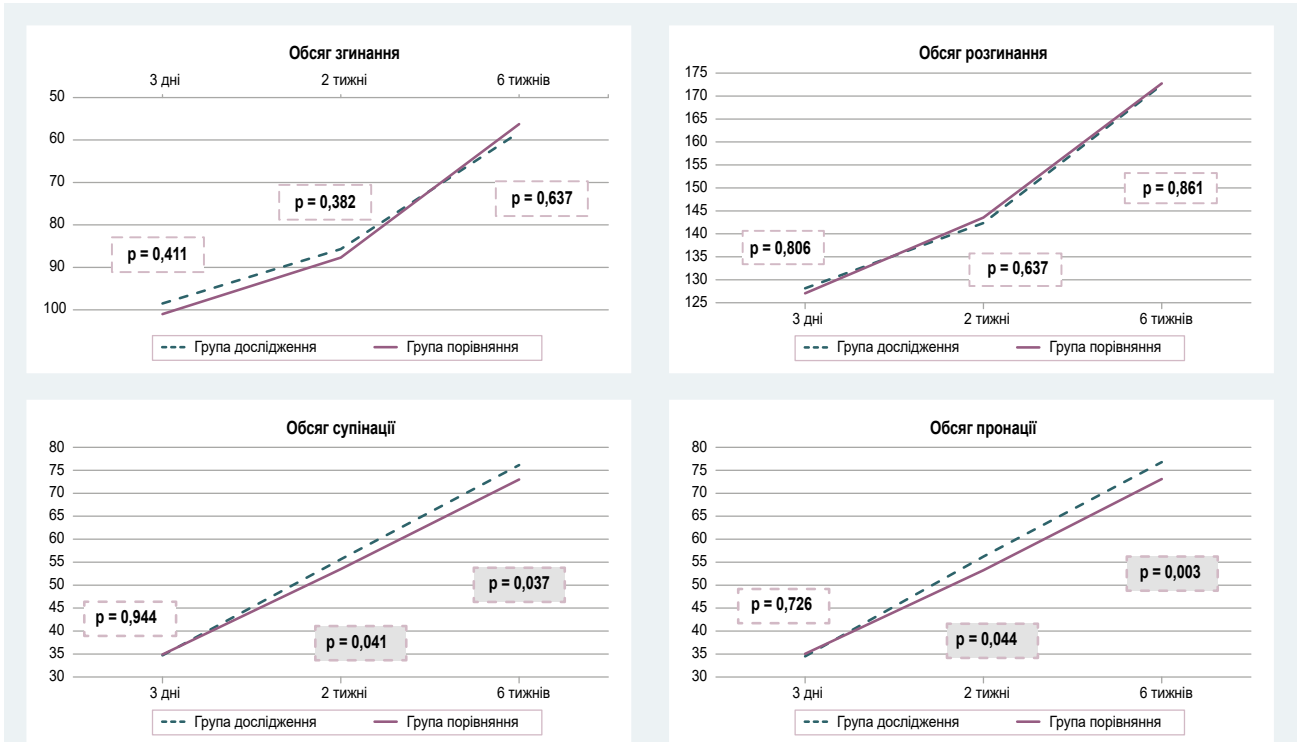 Обсяг згинання
3 дні 2 тижні 6 тижнів
50
60
70
80
90
100
p = 0,411
p = 0,382
p = 0,637
Група дослідження Група порівняння
Обсяг розгинання
175
170
165
160
155
150
145
140
135
130
125
p = 0,806
p = 0,637
p = 0,861
3 дні 2 тижні 6 тижнів
Група дослідження Група порівняння
Обсяг супінації
80
75
70
65
60
55
50
45
40
35
30
p = 0,944
p = 0,041
p = 0,037
3 дні 2 тижні 6 тижнів
Група дослідження Група порівняння
Обсяг пронації
80
75
70
65
60
55
50
45
40
35
30
p = 0,726
p = 0,044
p = 0,003
3 дні 2 тижні 6 тижнів
Група дослідження Група порівняння